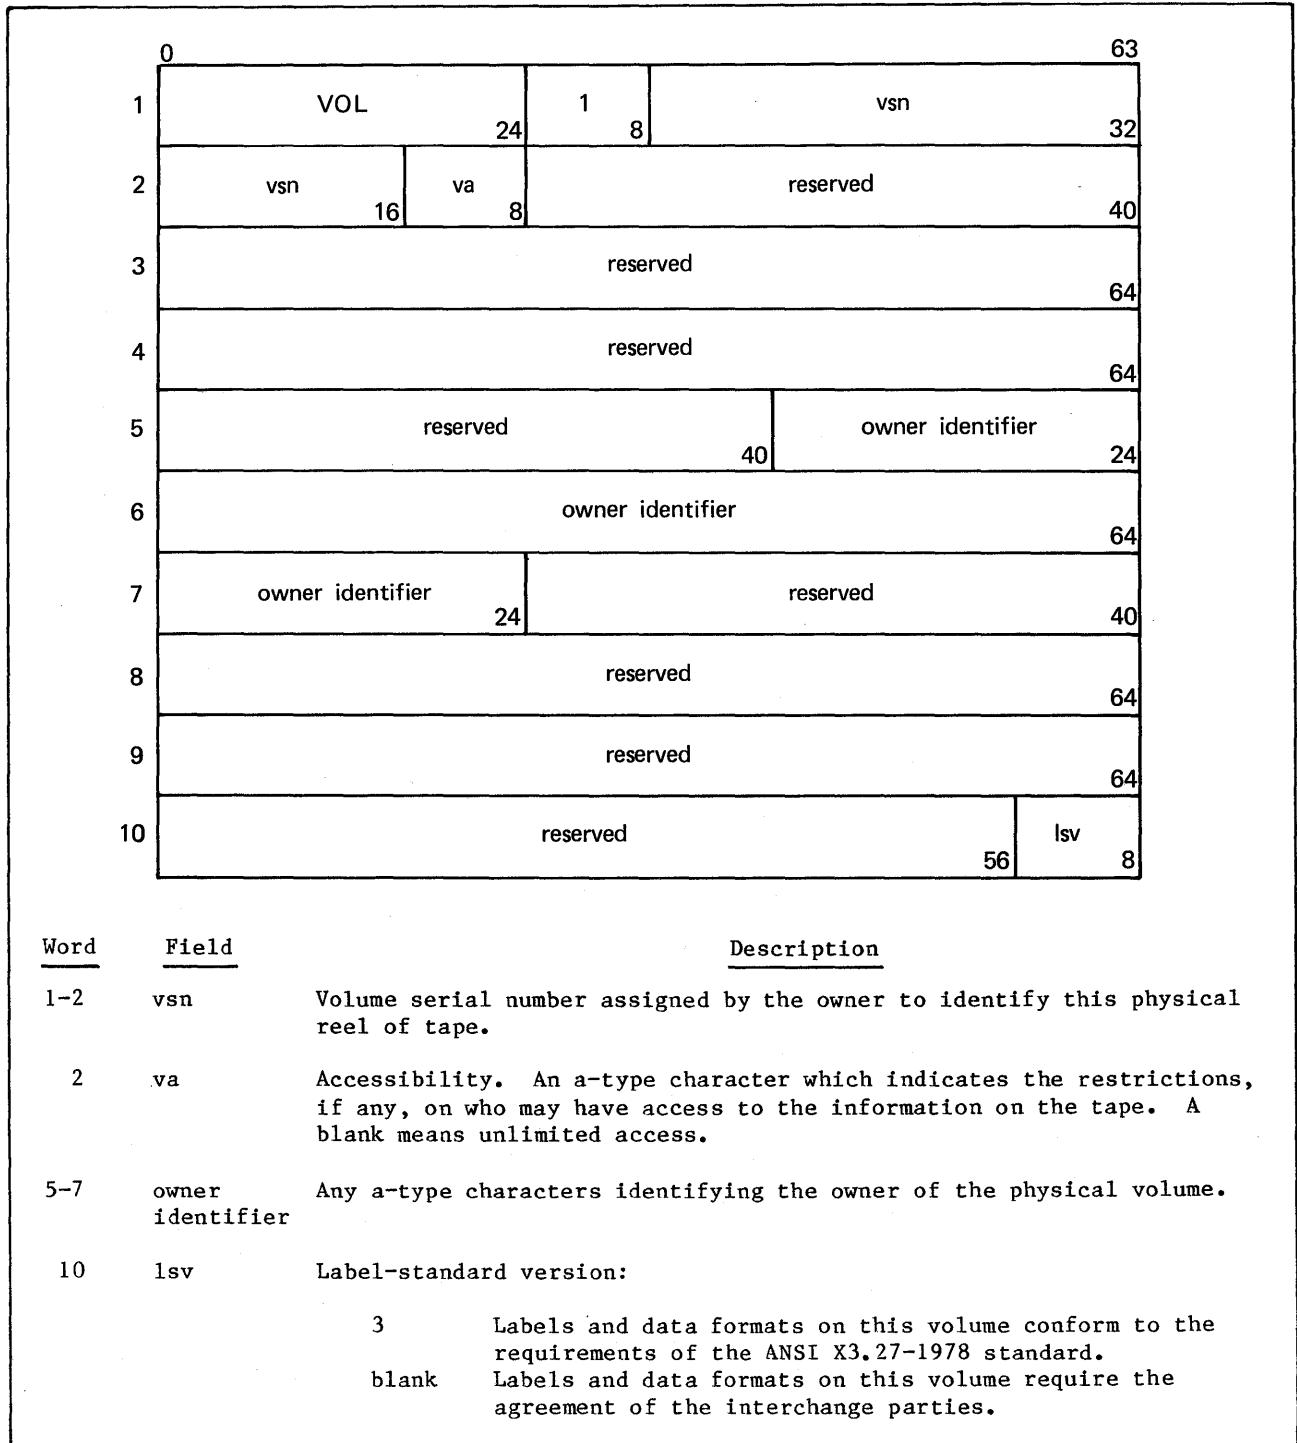 0 63
1 VOL 24 1 8 vsn 32
2 vsn 16 va 8 reserved 40
3 reserved 64
4 reserved 64
5 reserved 40 owner identifier 24
6 owner identifier 64
7 owner identifier 24 reserved 40
8 reserved 64
9 reserved 64
10 reserved 56 lsv 8
Word Field Description
1-2 vsn Volume serial number assigned by the owner to identify this physical
reel of tape.
2 va Accessibility. An a-type character which indicates the restrictions,
if any, on who may have access to the information on the tape. A
blank means unlimited access.
5-7 owner Any a-type characters identifying the owner of the physical volume.
identifier
10 lsv Label-standard version:
3 Labels and data formats on this volume conform to the
requirements of the ANSI X3.27-1978 standard.
blank Labels and data formats on this volume require the
agreement of the interchange parties.